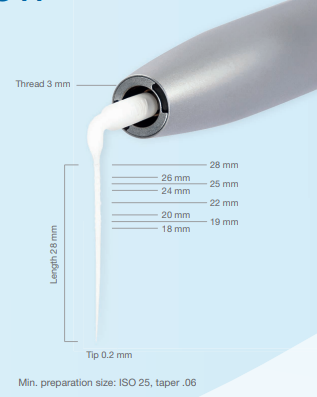 Thread 3 mm
28 mm
26 mm
25 mm
24 mm
22 mm
20 mm
19 mm
18 mm
Length 28 mm
Tip 0.2 mm
Min. preparation size: ISO 25, taper .06